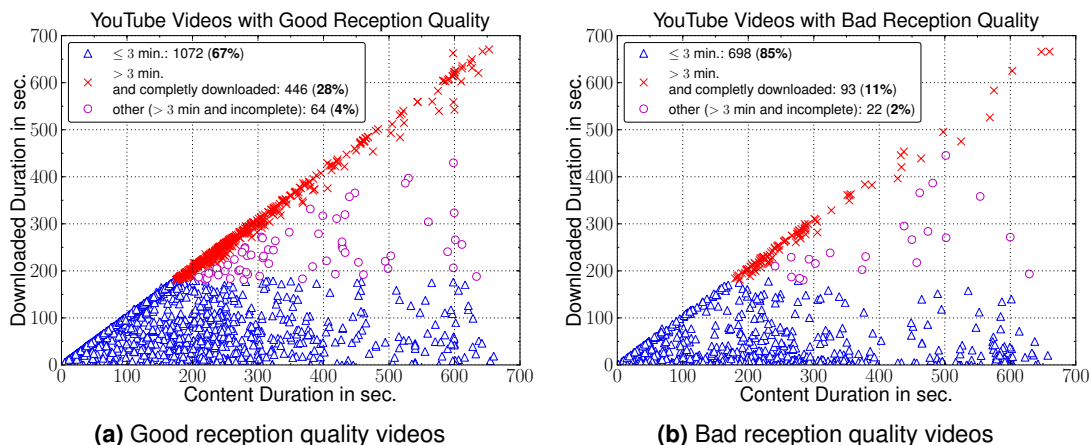 YouTube Videos with Good Reception Quality
≤ 3 min.: 1072 (67%)
> 3 min.
and completly downloaded: 446 (28%)
other (> 3 min and incomplete): 64 (4%)
Downloaded Duration in sec.
700
600
500
400
300
200
100
0
0 100 200 300 400 500 600 700
Content Duration in sec.
(a) Good reception quality videos
YouTube Videos with Bad Reception Quality
≤ 3 min.: 698 (85%)
> 3 min.
and completly downloaded: 93 (11%)
other (> 3 min and incomplete): 22 (2%)
Downloaded Duration in sec.
700
600
500
400
300
200
100
0
0 100 200 300 400 500 600 700
Content Duration in sec.
(b) Bad reception quality videos